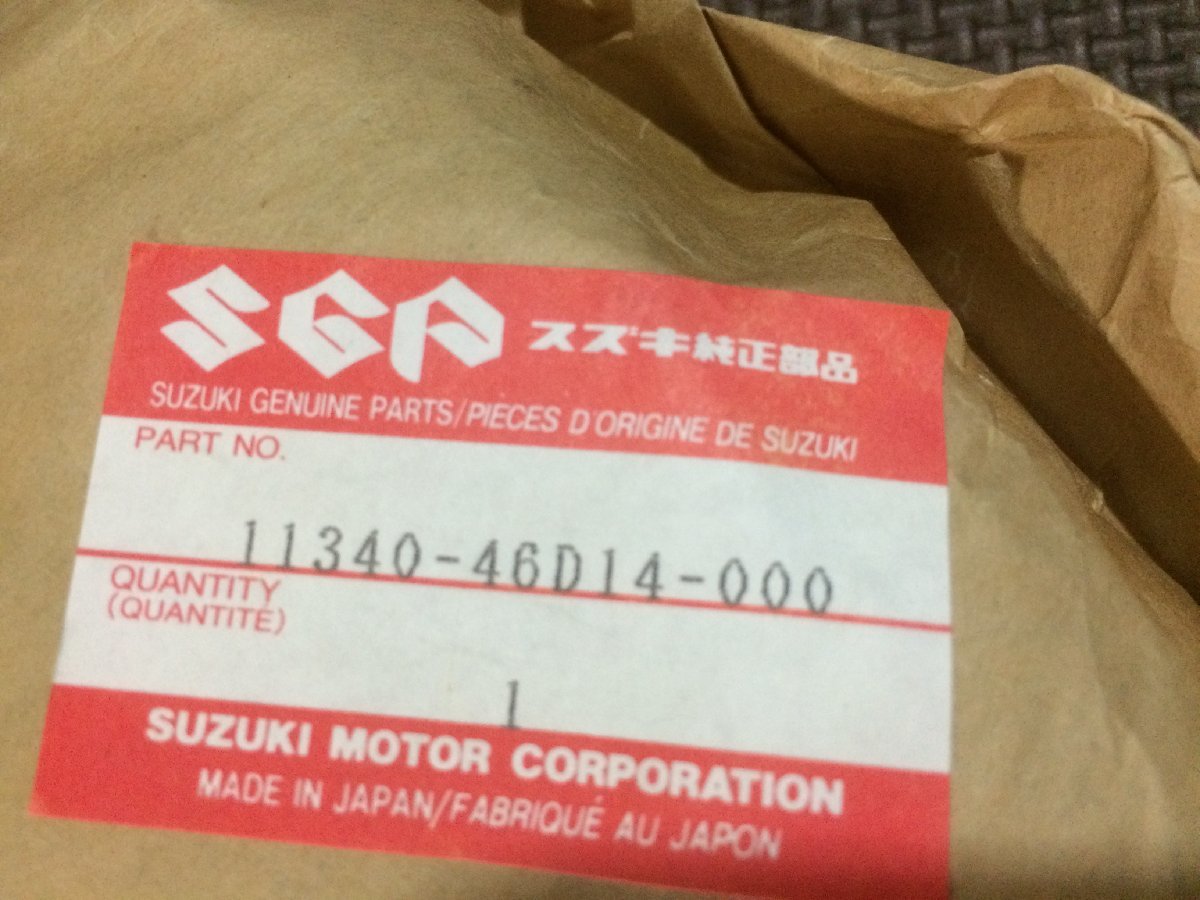 SGP スズキ純正部品
SUZUKI GENUINE PARTS/PIECES D'ORIGINE DE SUZUKI
PART NO.
11340-46D14-000
QUANTITY
(QUANTITÉ)
1
SUZUKI MOTOR CORPORATION
MADE IN JAPAN/FABRIQUÉ AU JAPON